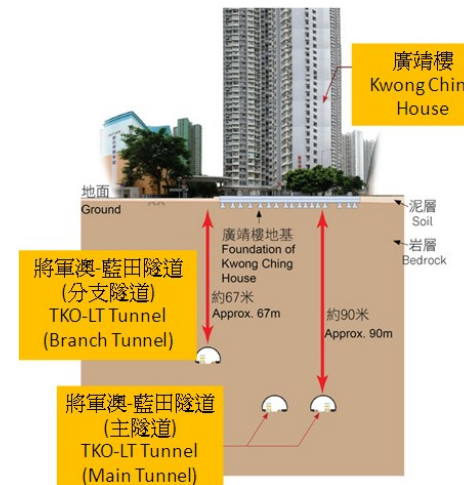 廣靖樓
Kwong Chin
House
地面
Ground
泥層
Soil
廣靖樓地基
Foundation of
Kwong Ching
House
岩層
Bedrock
將軍澳-藍田隧道
(分支隧道)
TKO-LT Tunnel
(Branch Tunnel)
約67米
Approx. 67m
約90米
Approx. 90m
將軍澳-藍田隧道
(主隧道)
TKO-LT Tunnel
(Main Tunnel)